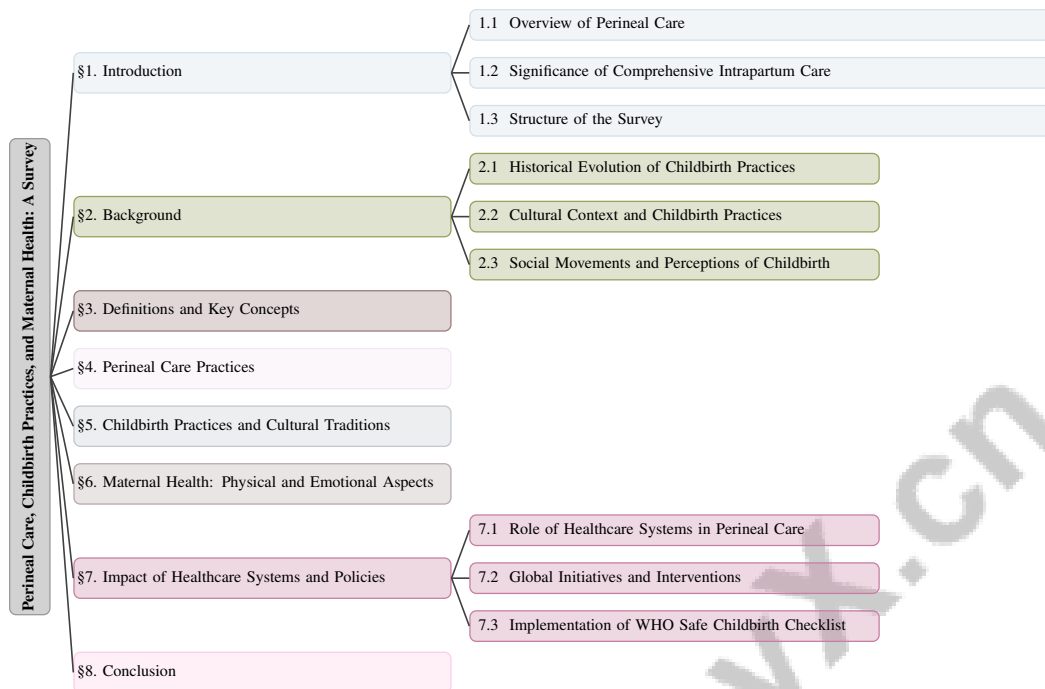 Perineal Care, Childbirth Practices, and Maternal Health: A Survey
§1. Introduction
1.1 Overview of Perineal Care
1.2 Significance of Comprehensive Intrapartum Care
1.3 Structure of the Survey
§2. Background
2.1 Historical Evolution of Childbirth Practices
2.2 Cultural Context and Childbirth Practices
2.3 Social Movements and Perceptions of Childbirth
§3. Definitions and Key Concepts
§4. Perineal Care Practices
§5. Childbirth Practices and Cultural Traditions
§6. Maternal Health: Physical and Emotional Aspects
§7. Impact of Healthcare Systems and Policies
7.1 Role of Healthcare Systems in Perineal Care
7.2 Global Initiatives and Interventions
7.3 Implementation of WHO Safe Childbirth Checklist
§8. Conclusion
vx.cn